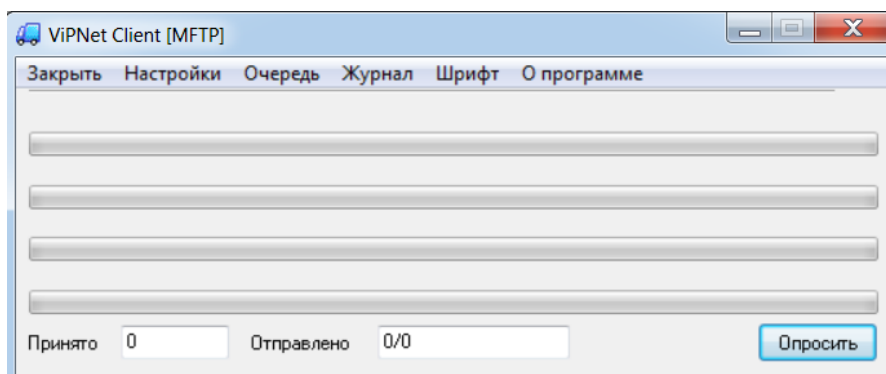 ViPNet Client [MFTP]
Закрыть Настройки Очередь Журнал Шрифт О программе
Принято 0 Отправлено 0/0 Опросить